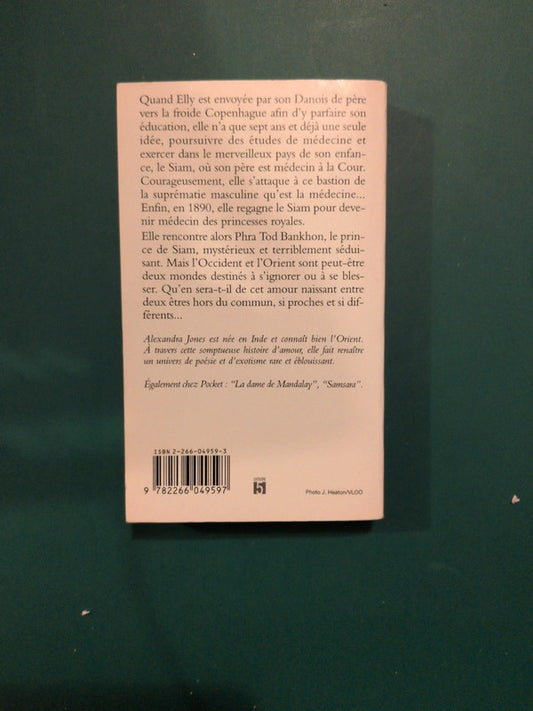 Quand Elly est envoyée par son Danois de père
vers la froide Copenhague afin d'y parfaire son
éducation, elle n'a que sept ans et déjà une seule
idée, poursuivre des études de médecine et
exercer dans le merveilleux pays de son enfan-
ce, le Siam, où son père est médecin à la Cour.
Courageusement, elle s'attaque à ce bastion de
la suprématie masculine qu'est la médecine...
Enfin, en 1890, elle regagne le Siam pour deve-
nir médecin des princesses royales.
Elle rencontre alors Phra Tod Bankhon, le prin-
ce de Siam, mystérieux et terriblement sédui-
sant. Mais l'Occident et l'Orient sont peut-être
deux mondes destinés à s'ignorer ou à se bles-
ser. Qu'en sera-t-il de cet amour naissant entre
deux êtres hors du commun, si proches et si dif-
férents...
Alexandra Jones est née en Inde et connaît bien l'Orient.
À travers cette somptueuse histoire d'amour, elle fait renaître
un univers de poésie et d'exotisme rare et éblouissant.
Également chez Pocket : "La dame de Mandalay", "Samsara".
ISBN 2-266-04959-3
9 782266 049597
5
Photo J. Heaton/VLOO